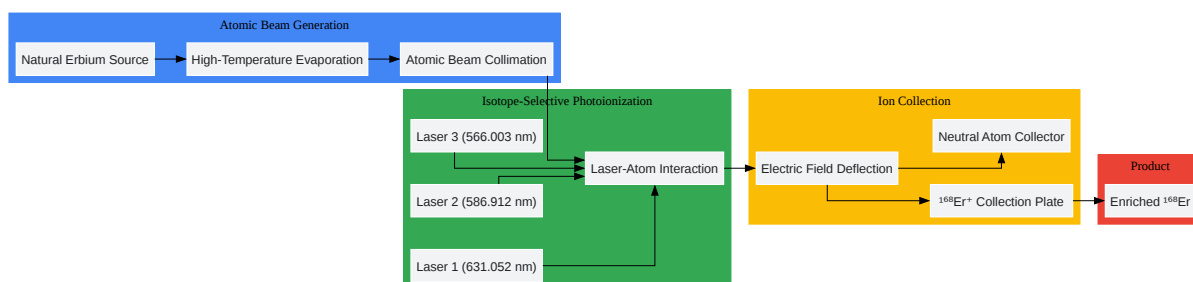 Atomic Beam Generation
Natural Erbium Source
High-Temperature Evaporation
Atomic Beam Collimation
Isotope-Selective Photoionization
Laser 3 (566.003 nm)
Laser 2 (586.912 nm)
Laser 1 (631.052 nm)
Laser-Atom Interaction
Ion Collection
Neutral Atom Collector
Electric Field Deflection
¹⁶⁸Er⁺ Collection Plate
Product
Enriched ¹⁶⁸Er